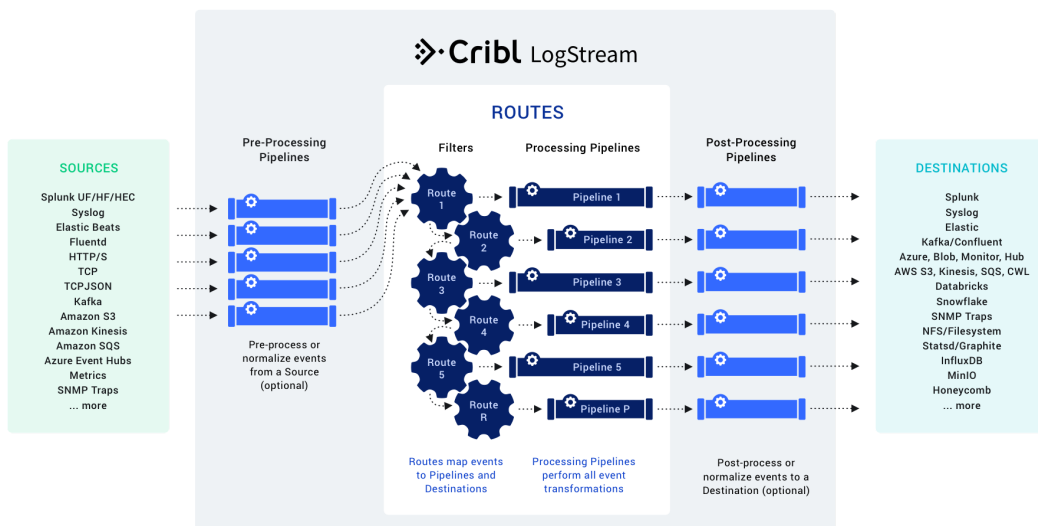 Cribl LogStream
SOURCES
Splunk UF/HF/HEC
Syslog
Elastic Beats
Fluentd
HTTP/S
TCP
TCPJSON
Kafka
Amazon S3
Amazon Kinesis
Amazon SQS
Azure Event Hubs
Metrics
SNMP Traps
... more
Pre-Processing
Pipelines
Pre-process or
normalize events
from a Source
(optional)
ROUTES
Filters
Processing Pipelines
Route
1
Pipeline 1
Route
2
Pipeline 2
Route
3
Pipeline 3
Route
4
Pipeline 4
Route
5
Pipeline 5
Route
R
Pipeline P
Routes map events
to Pipelines and
Destinations
Processing Pipelines
perform all event
transformations
Post-Processing
Pipelines
Post-process or
normalize events to a
Destination (optional)
DESTINATIONS
Splunk
Syslog
Elastic
Kafka/Confluent
Azure, Blob, Monitor, Hub
AWS S3, Kinesis, SQS, CWL
Databricks
Snowflake
SNMP Traps
NFS/Filesystem
Statsd/Graphite
InfluxDB
MinIO
Honeycomb
... more